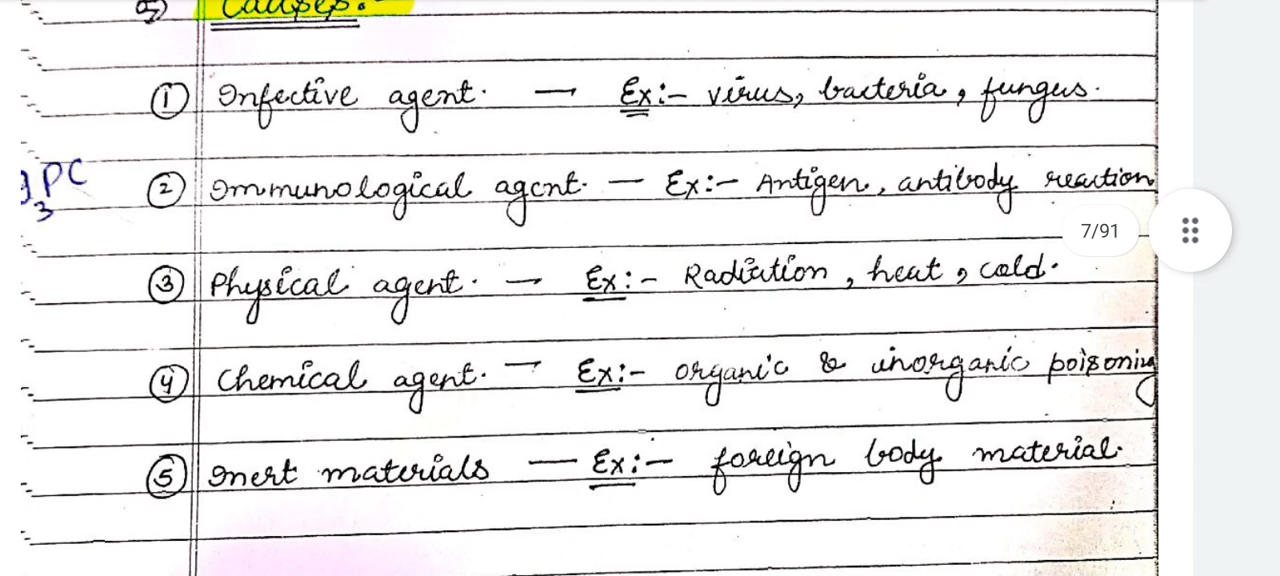 Causes:-
① Infective agent. — Ex:- virus, bacteria, fungus.
I3PC
② Immunological agent. — Ex:- Antigen, antibody reaction
7/91
③ Physical agent. — Ex:- Radiation, heat, cold.
④ Chemical agent. — Ex:- organic & inorganic poisoning
⑤ Inert materials — Ex:- foreign body material.